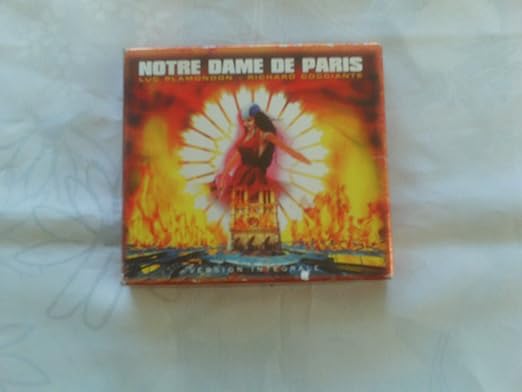 NOTRE DAME DE PARIS
LUC PLAMONDON - RICHARD COCCIANTE
VERSION INTEGRALE